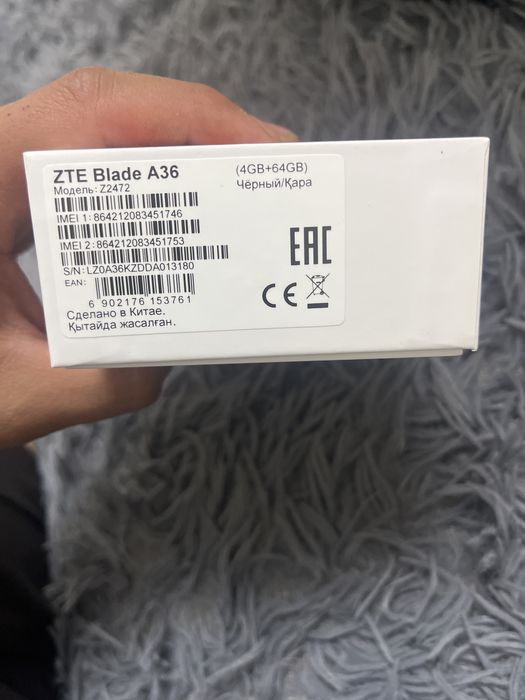 ZTE Blade A36
(4GB+64GB)
Модель: Z2472
Чёрный/Қара
IMEI 1: 864212083451746
IMEI 2: 864212083451753
S/N: LZ0A36KZDDA013180
EAN:
6 902176 153761
Сделано в Китае.
Қытайда жасалған.
EAC
CE